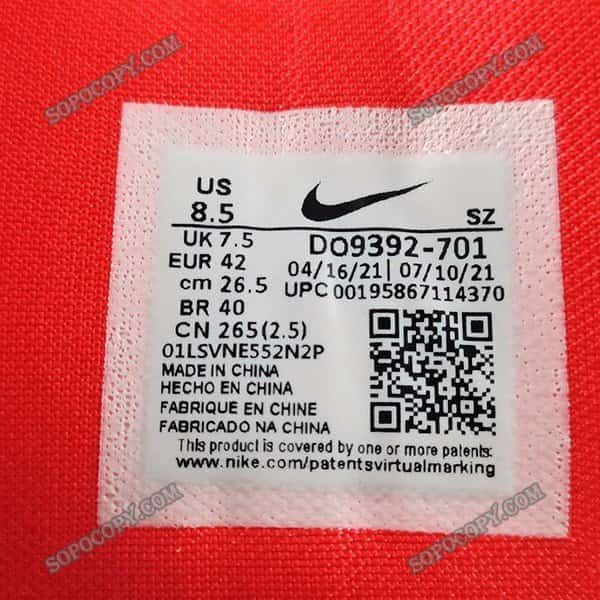 SOPOCOPY.COM
SOPOCOPY.COM
US
8.5
SZ
UK 7.5
DO9392-701
EUR 42
04/16/21| 07/10/21
cm 26.5
UPC 00195867114370
BR 40
CN 265(2.5)
01LSVNE552N2P
MADE IN CHINA
HECHO EN CHINA
FABRIQUE EN CHINE
FABRICADO NA CHINA
This product is covered by one or more patents:
www.nike.com/patentsvirtualmarking
SOPOCOPY.COM
SOPOCOPY.COM